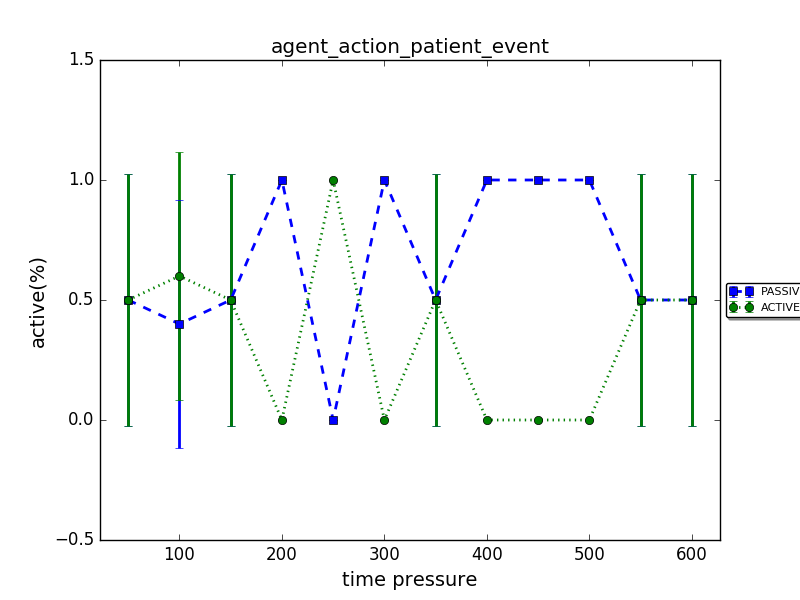 agent_action_patient_event
1.5
1.0
0.5
0.0
−0.5
active(%)
100 200 300 400 500 600
time pressure
PASSIV
ACTIVE